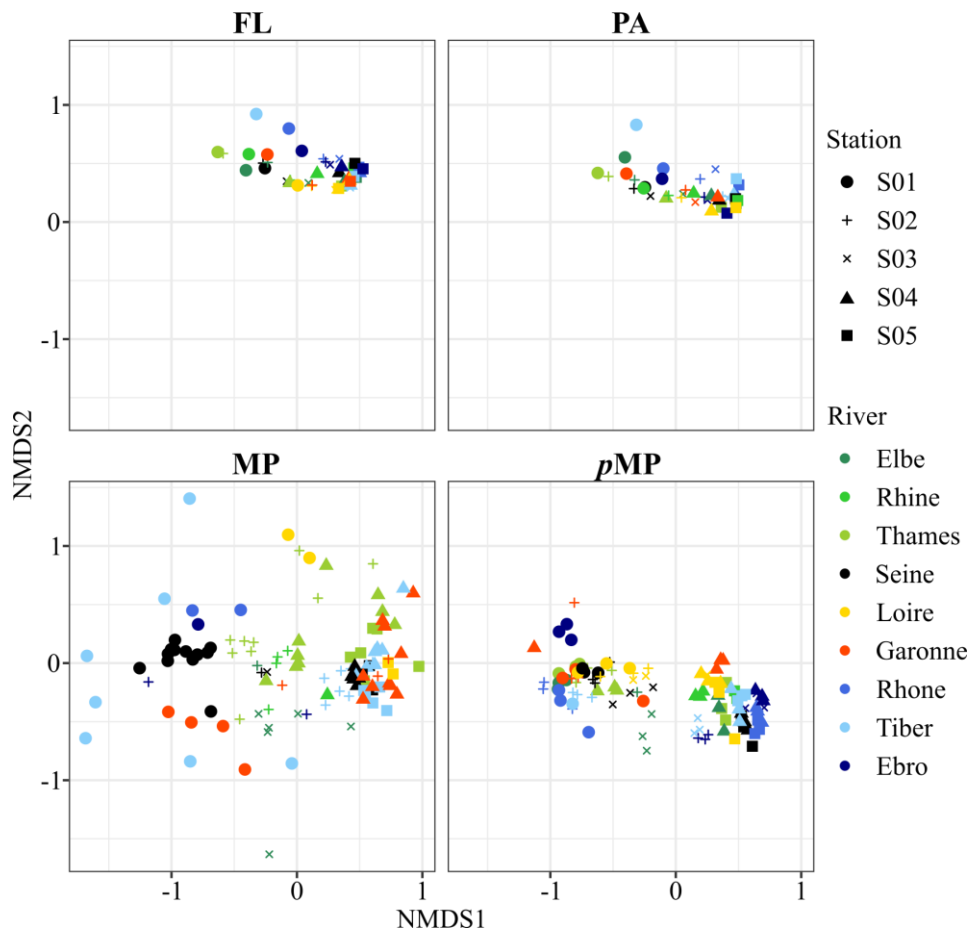 FL
PA
1
0
-1
NMDS2
MP
pMP
1
0
-1
-1
0
1
-1
0
1
NMDS1
Station
S01
S02
S03
S04
S05
River
Elbe
Rhine
Thames
Seine
Loire
Garonne
Rhone
Tiber
Ebro